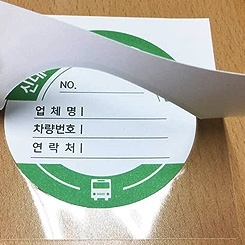 NO.
업 체 명 |
차량번호 |
연 락 처 |